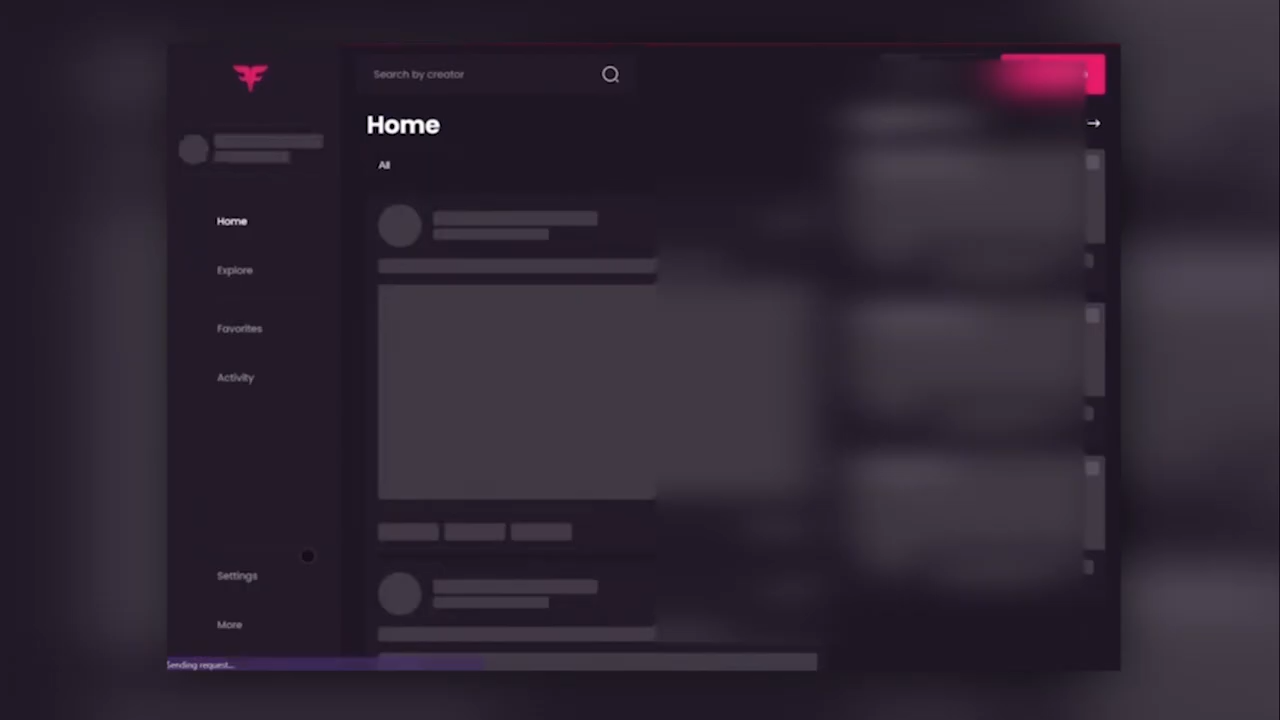 Search by creator
Home
All
Home
Explore
Favorites
Activity
Settings
More
Sending request...